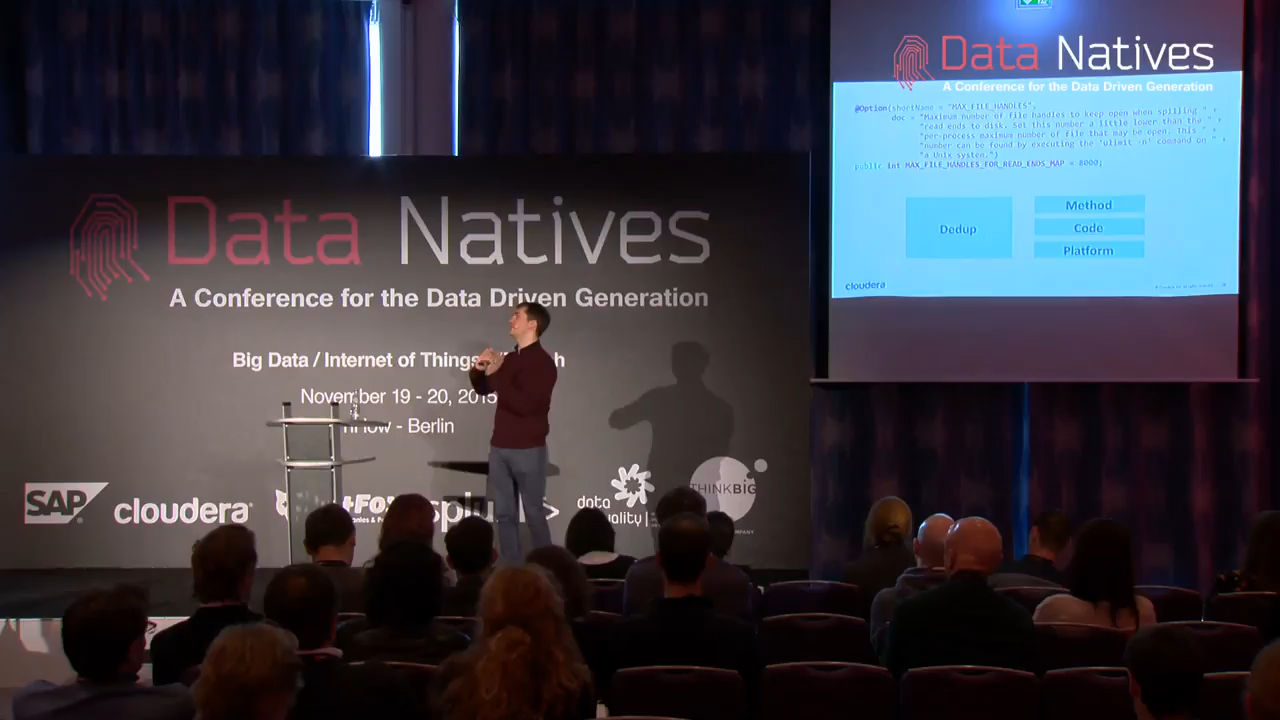 Data Natives
A Conference for the Data Driven Generation
Big Data / Internet of Things
November 19 - 20, 2015
nhow - Berlin
SAP
cloudera
splunk>
data
quality
THINKBIG
COMPANY
Data Natives
A Conference for the Data Driven Generation
@Option(shortName = "MAX_FILE_HANDLES",
doc = "Maximum number of file handles to keep open when spilling " +
"read ends to disk. Set this number a little lower than the " +
"per-process maximum number of file that may be open. This " +
"number can be found by executing the 'ulimit -n' command on " +
"a Unix system.")
public int MAX_FILE_HANDLES_FOR_READ_ENDS_MAP = 8000;
Dedup
Method
Code
Platform
cloudera